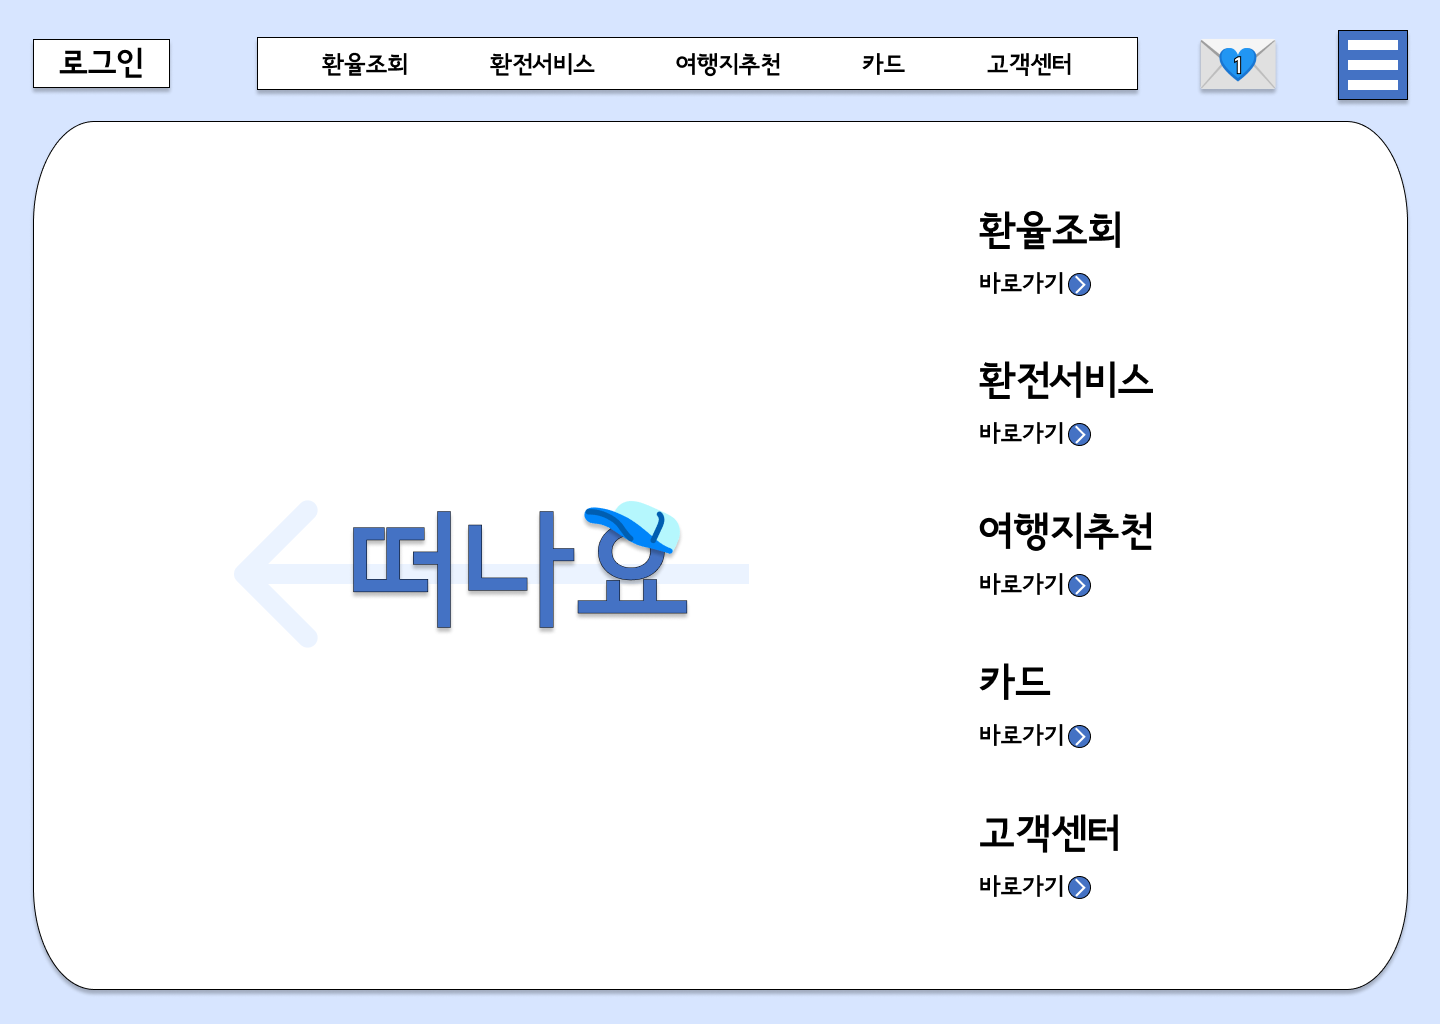 로그인
환율조회 환전서비스 여행지추천 카드 고객센터
1
떠나요
환율조회
바로가기
환전서비스
바로가기
여행지추천
바로가기
카드
바로가기
고객센터
바로가기